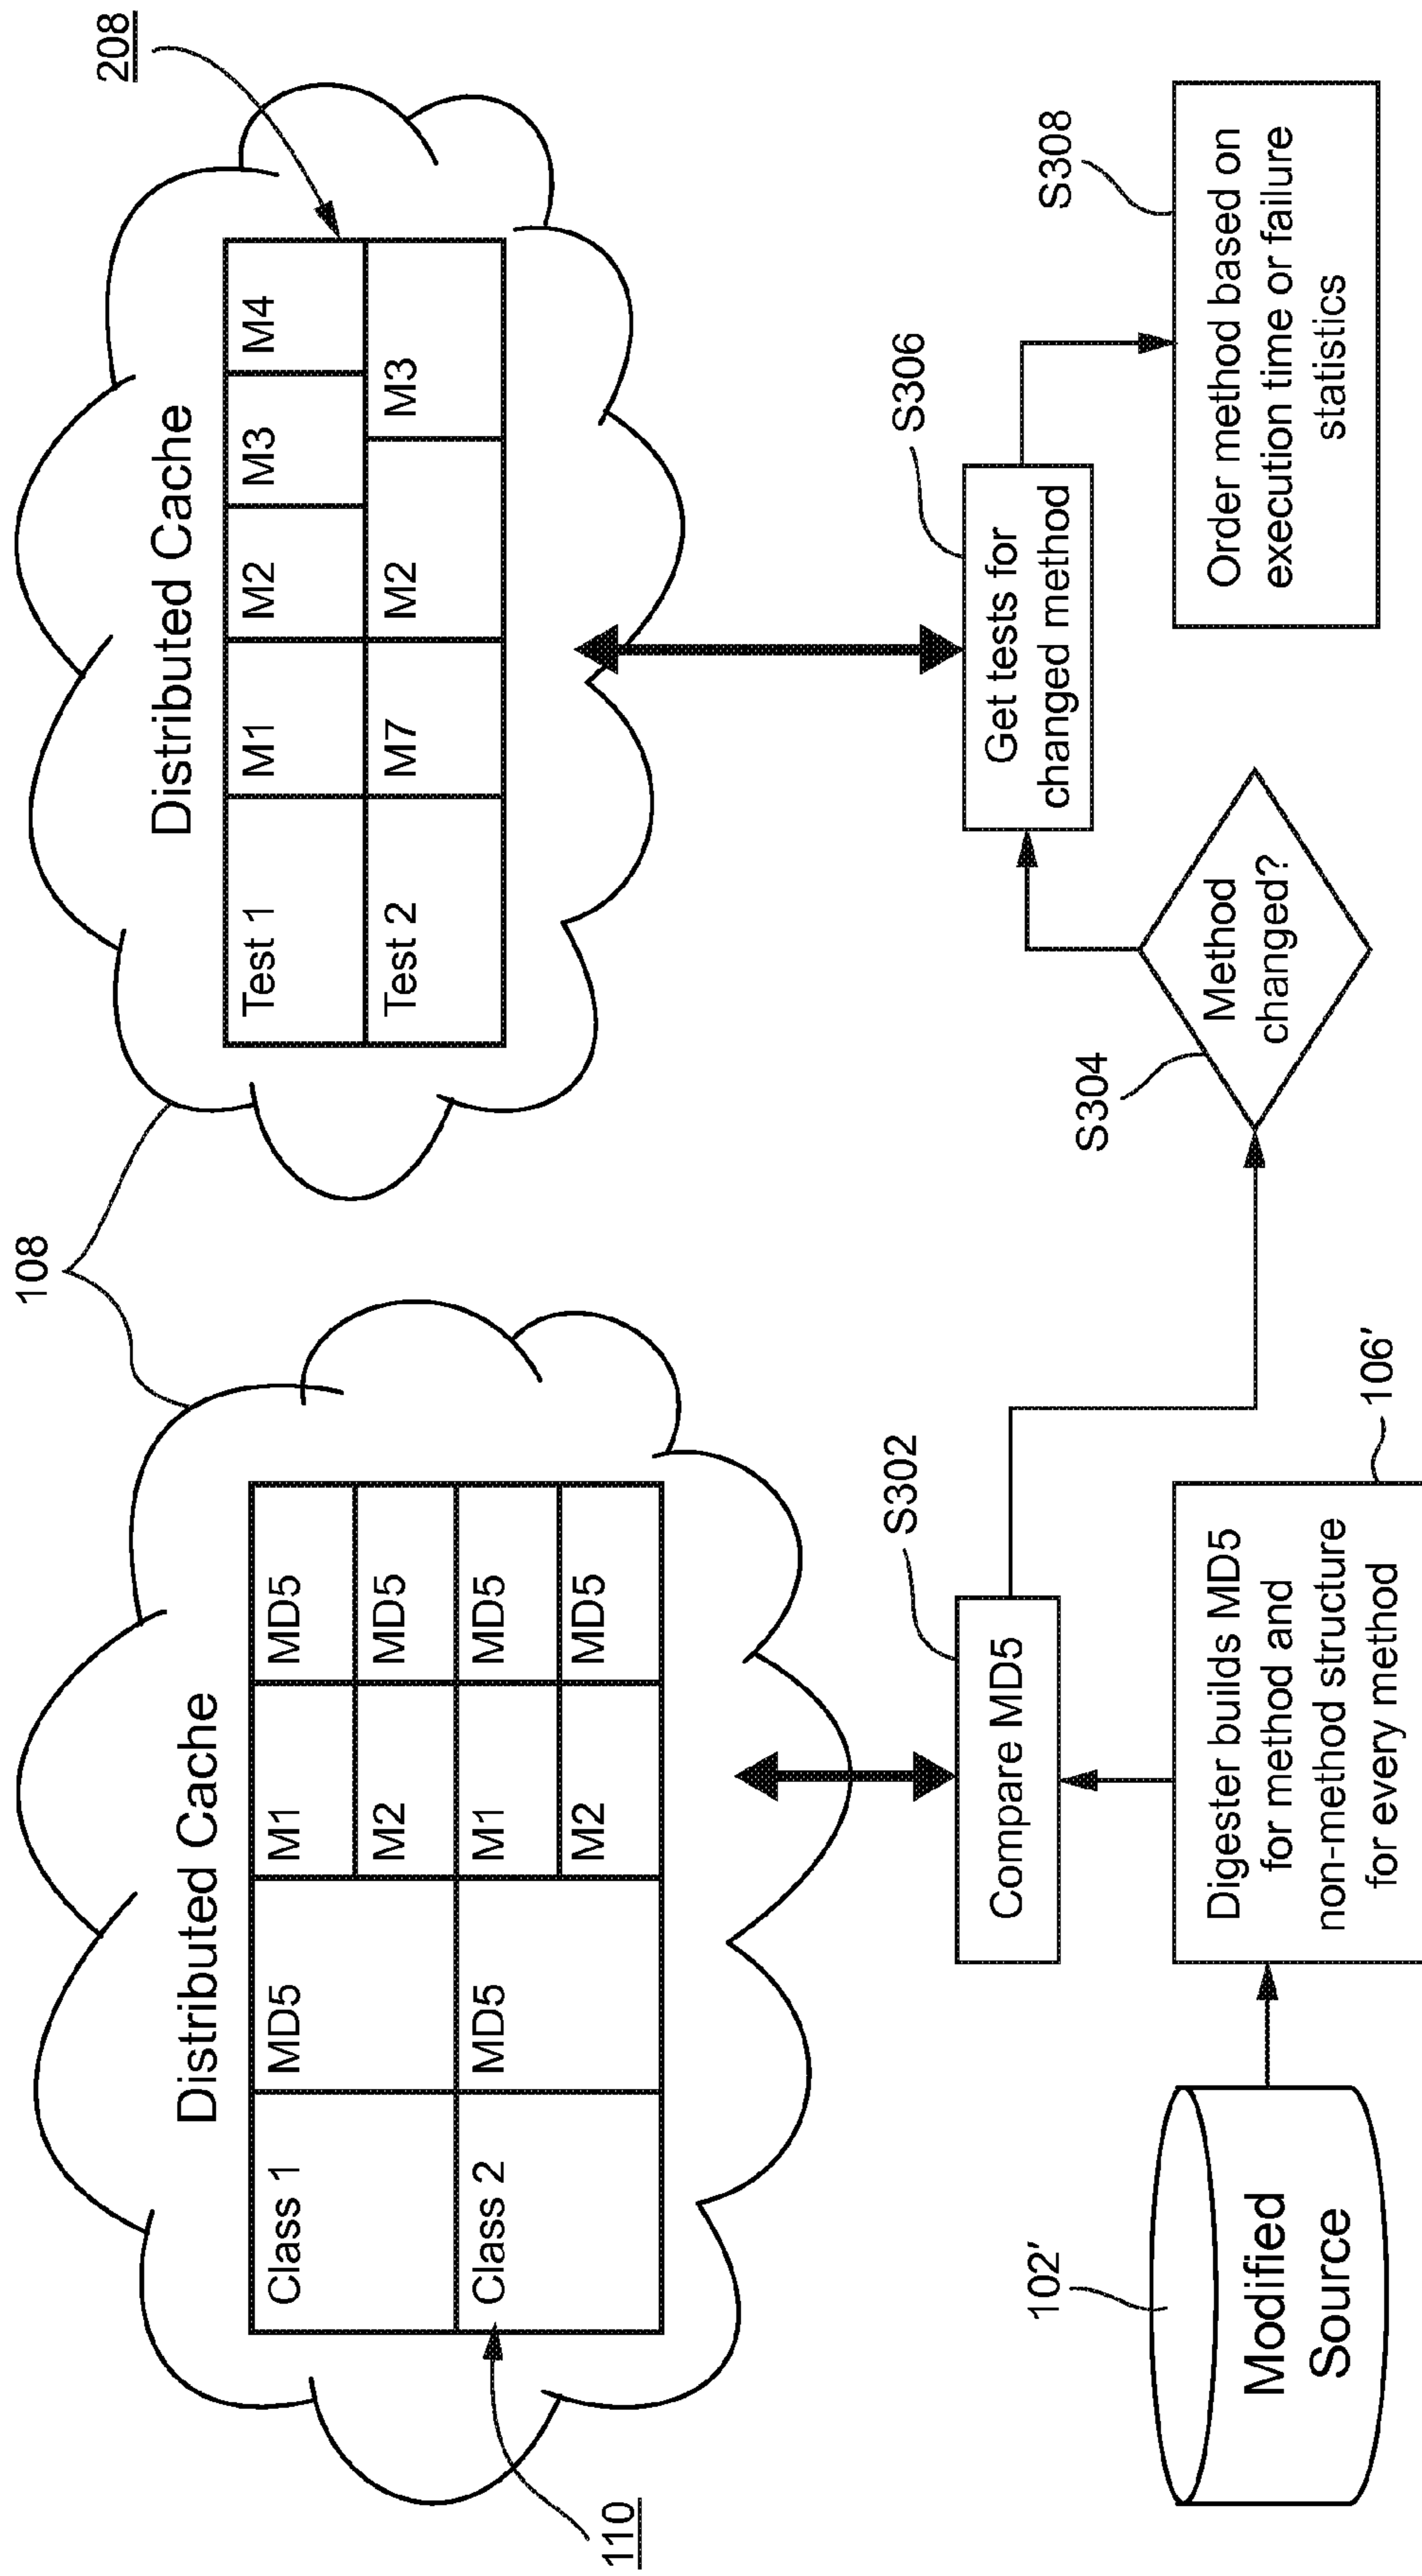 108
208
Distributed Cache
Class 1
MD5
M1
MD5
M2
MD5
Class 2
MD5
M1
MD5
M2
MD5
110
Distributed Cache
Test 1
M1
M2
M3
M4
Test 2
M7
M2
M3
S302
Compare MD5
S306
Get tests for
changed method
S304
Method
changed?
S308
Order method based on
execution time or failure
statistics
102′
Modified
Source
Digester builds MD5
for method and
non-method structure
for every method
106′